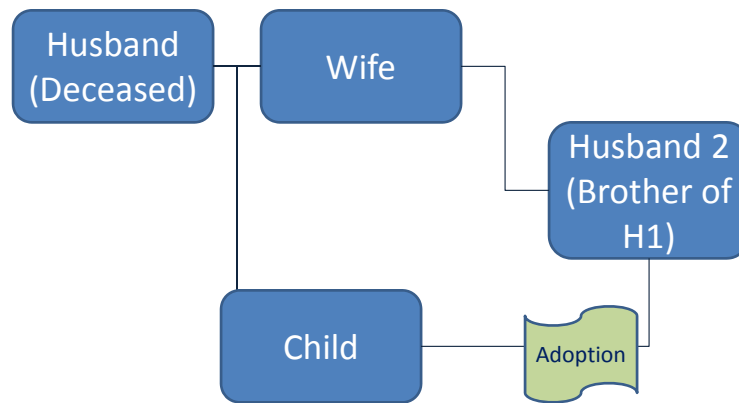 Husband
(Deceased)
Wife
Husband 2
(Brother of
H1)
Child
Adoption